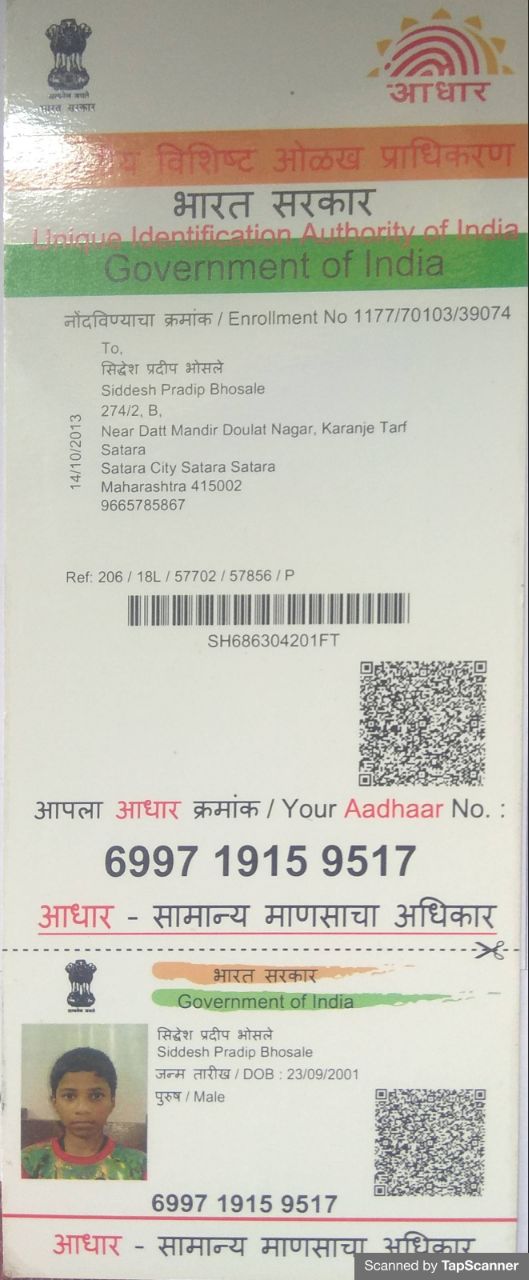 भारत सरकार
आधार
विशिष्ट ओळख प्राधिकरण
भारत सरकार
Unique Identification Authority of India
Government of India
नोंदविण्याचा क्रमांक / Enrollment No 1177/70103/39074
To,
सिद्धेश प्रदीप भोसले
Siddesh Pradip Bhosale
274/2, B,
Near Datt Mandir Doulat Nagar, Karanje Tarf
Satara
Satara City Satara Satara
Maharashtra 415002
9665785867
14/10/2013
Ref: 206 / 18L / 57702 / 57856 / P
SH686304201FT
आपला आधार क्रमांक / Your Aadhaar No. :
6997 1915 9517
आधार - सामान्य माणसाचा अधिकार
भारत सरकार
Government of India
सिद्धेश प्रदीप भोसले
Siddesh Pradip Bhosale
जन्म तारीख / DOB : 23/09/2001
पुरुष / Male
6997 1915 9517
आधार - सामान्य माणसाचा अधिकार
Scanned by TapScanner